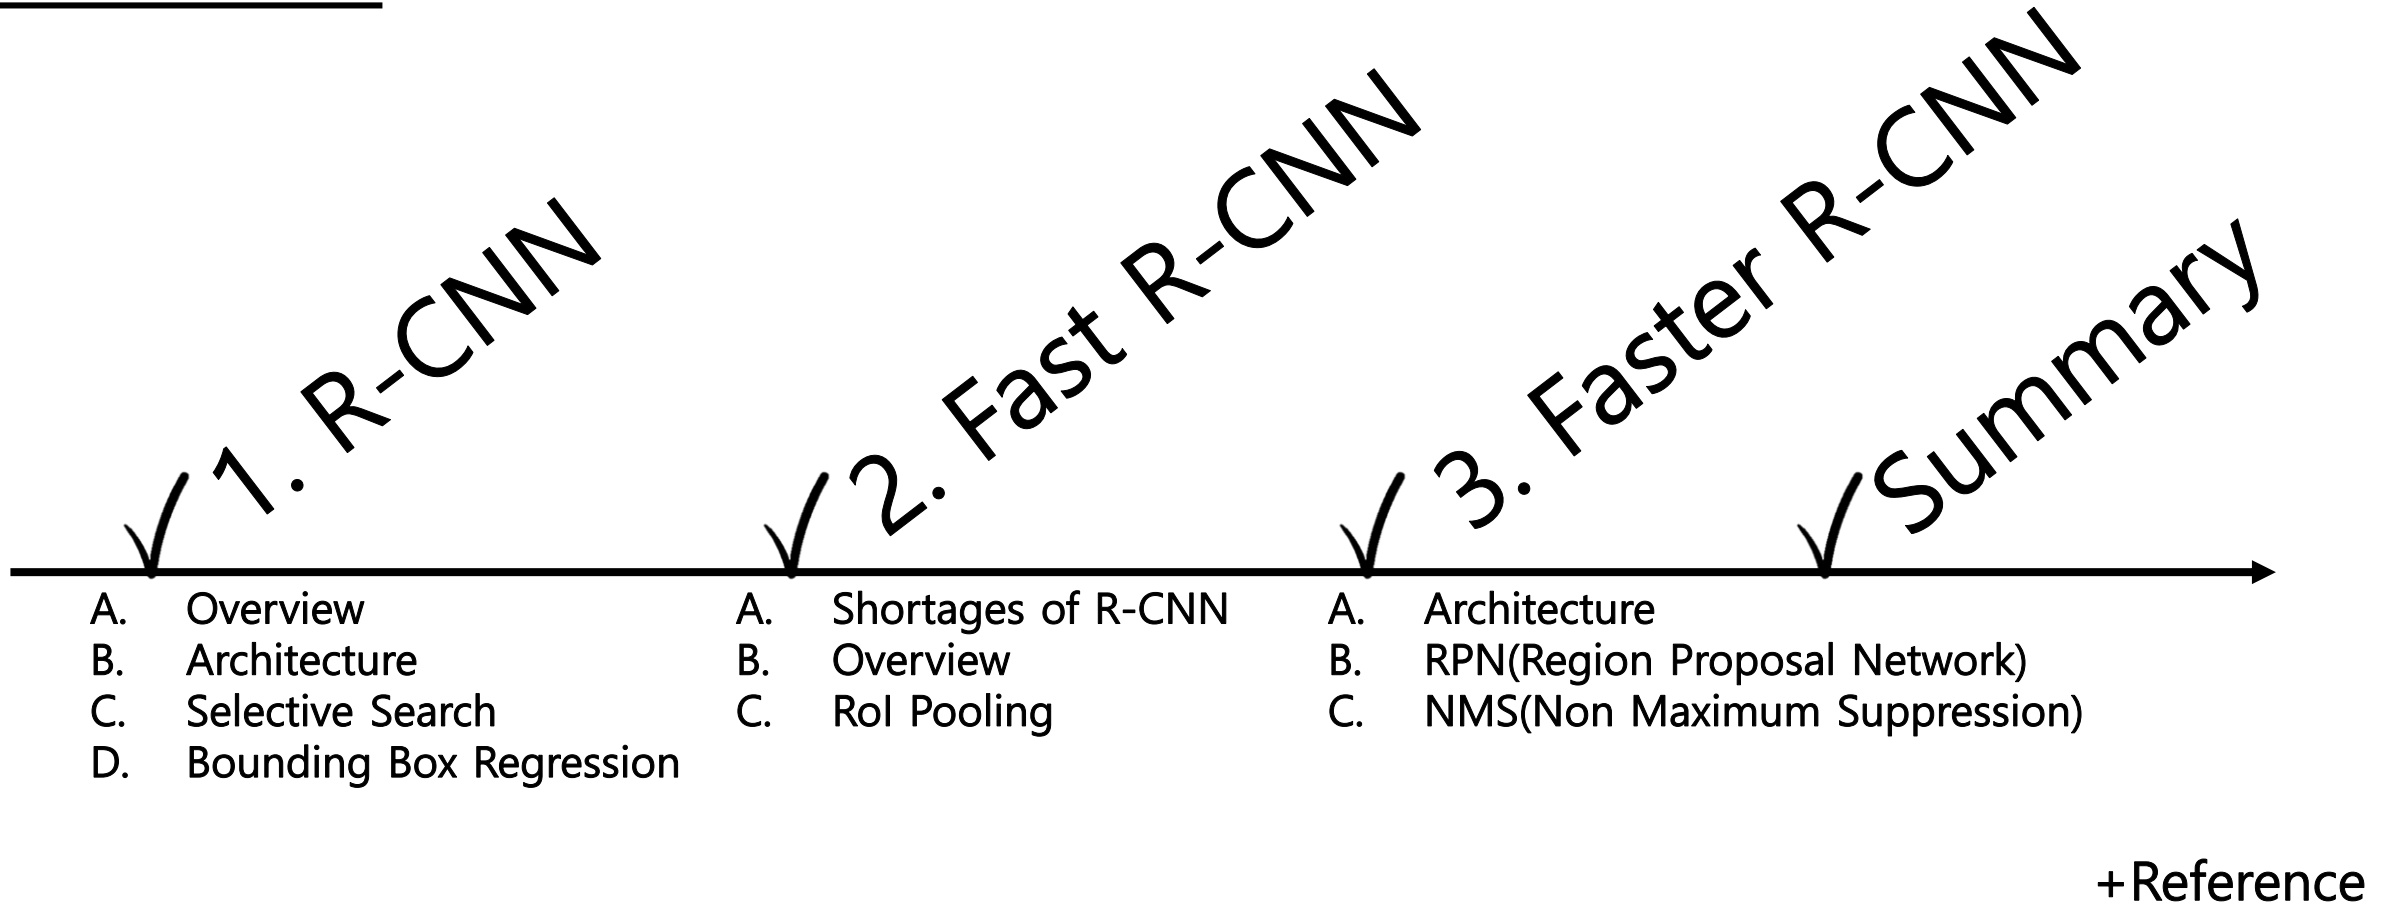 1. R-CNN
A. Overview
B. Architecture
C. Selective Search
D. Bounding Box Regression
2. Fast R-CNN
A. Shortages of R-CNN
B. Overview
C. RoI Pooling
3. Faster R-CNN
A. Architecture
B. RPN(Region Proposal Network)
C. NMS(Non Maximum Suppression)
Summary
+Reference